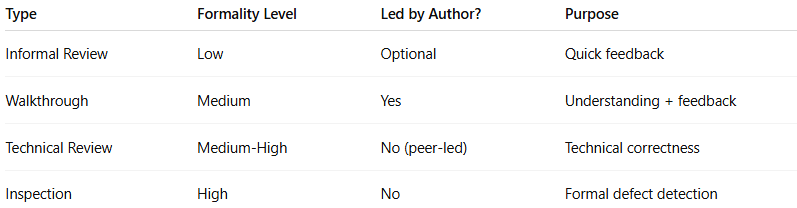 Type Formality Level Led by Author? Purpose
Informal Review Low Optional Quick feedback
Walkthrough Medium Yes Understanding + feedback
Technical Review Medium-High No (peer-led) Technical correctness
Inspection High No Formal defect detection